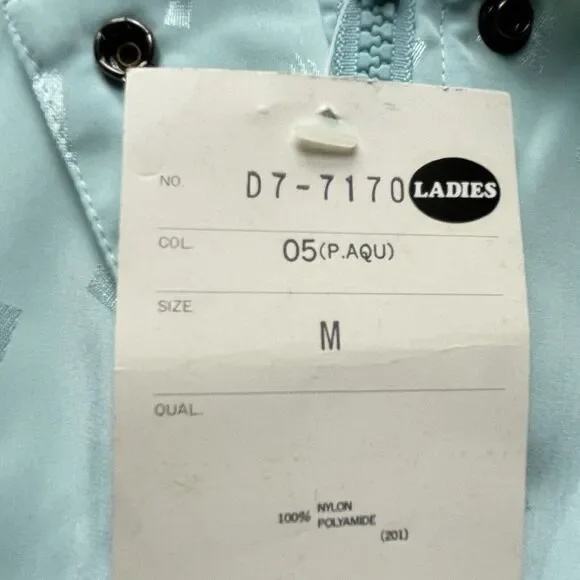 NO. D7-7170 LADIES
COL. 05(P.AQU)
SIZE
M
QUAL.
100% NYLON
POLYAMIDE
(201)